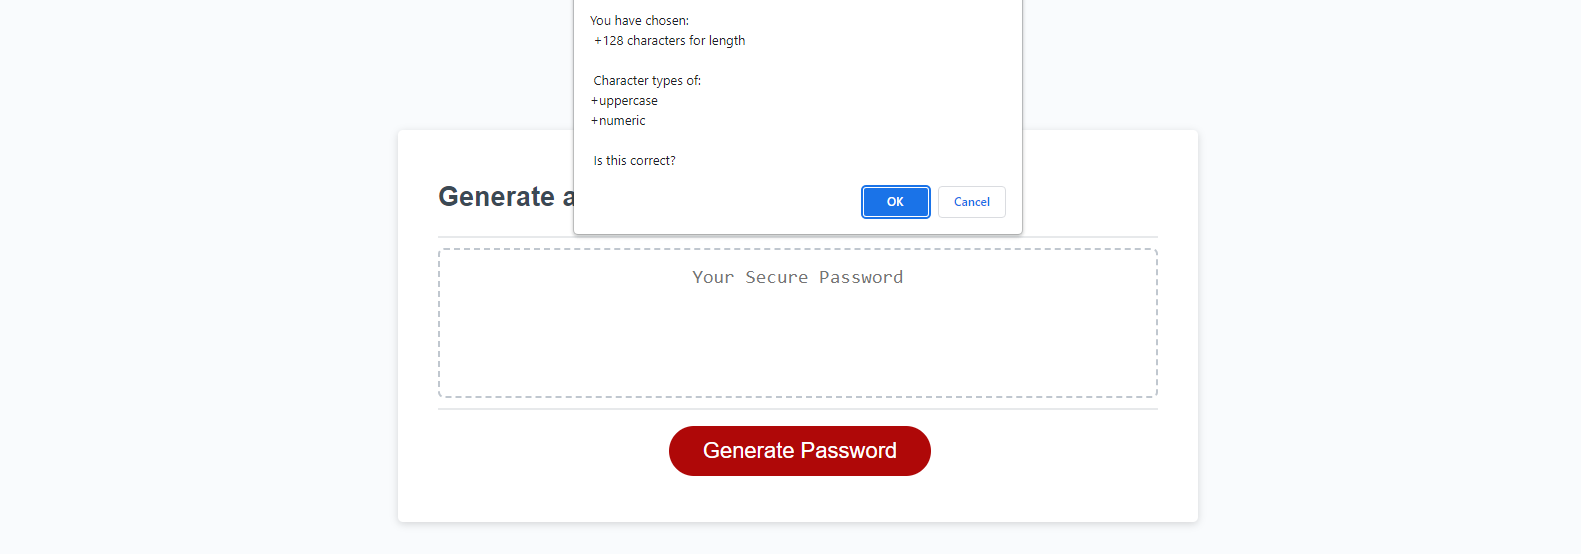 You have chosen:
+128 characters for length
Character types of:
+uppercase
+numeric
Is this correct?
OK
Cancel
Generate a
Your Secure Password
Generate Password